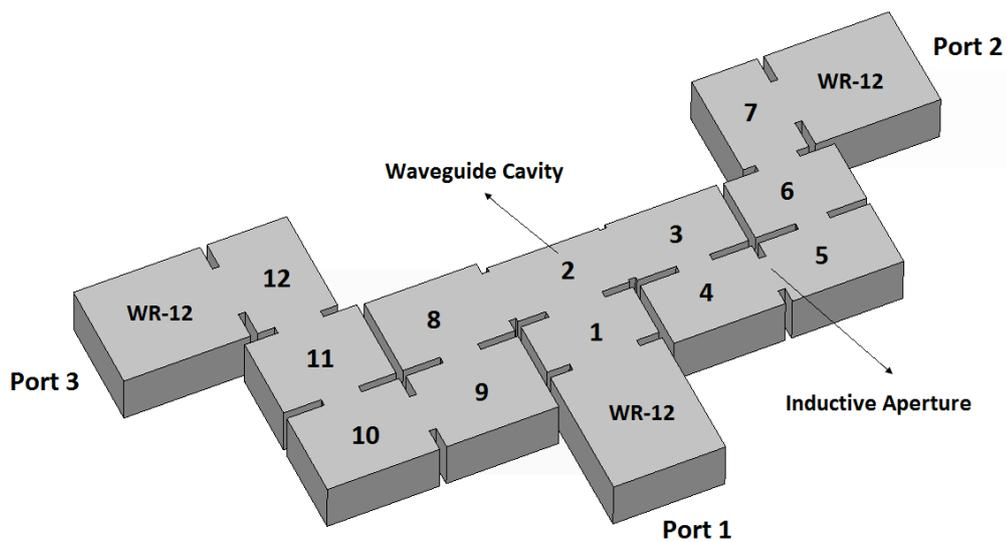 Port 2
WR-12
7
Waveguide Cavity
6
3
5
2
12
4
8
WR-12
1
11
Port 3
9
Inductive Aperture
WR-12
10
Port 1